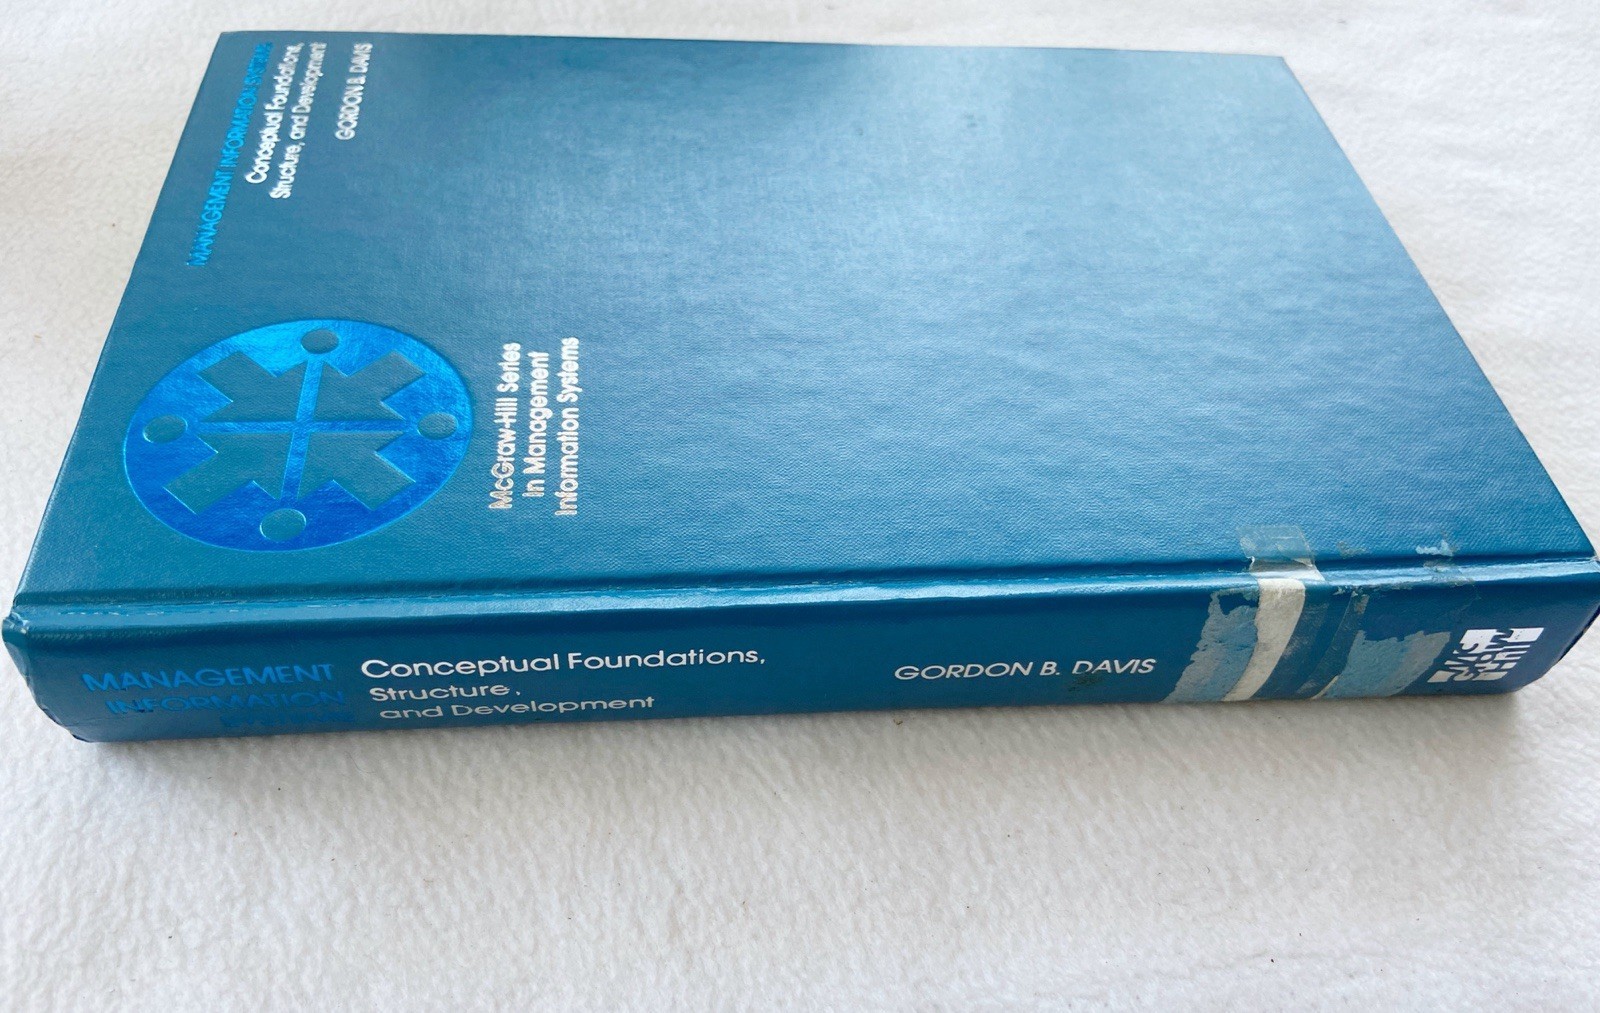 MANAGEMENT INFORMATION SYSTEMS
Conceptual Foundations,
Structure, and Development
GORDON B. DAVIS
McGraw-Hill Series
In Management
Information Systems
MANAGEMENT
INFORMATION
Conceptual Foundations,
Structure,
and Development
GORDON B. DAVIS